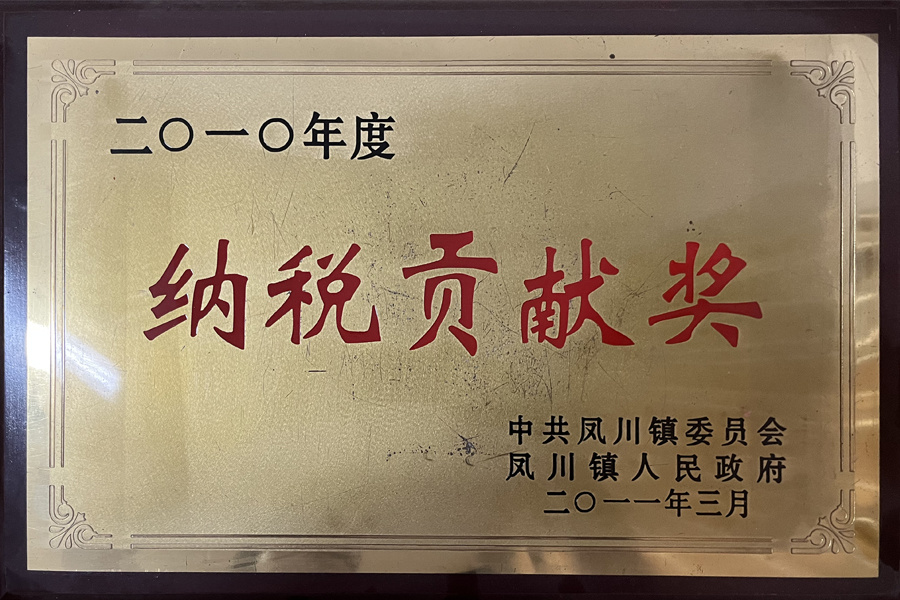 二〇一〇年度
纳税贡献奖
中共凤川镇委员会
凤川镇人民政府
二〇一一年三月